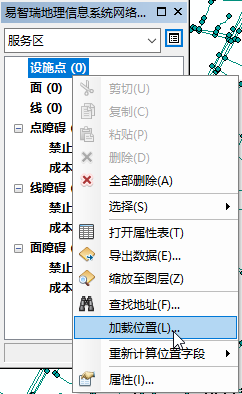 易智瑞地理信息系统网络...
服务区
设施点 (0)
面 (0)
线 (0)
点障碍
禁止
成本
线障碍
禁止
成本
面障碍
禁止
成本
剪切(U)
复制(C)
粘贴(P)
删除(D)
全部删除(A)
选择(S)
打开属性表(T)
导出数据(E)...
缩放至图层(Z)
查找地址(F)...
加载位置(L)...
重新计算位置字段
属性(I)...